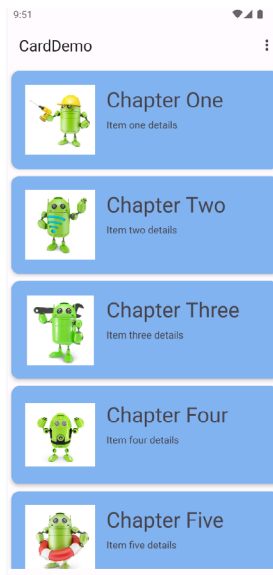 9:51
CardDemo
Chapter One
Item one details
Chapter Two
Item two details
Chapter Three
Item three details
Chapter Four
Item four details
Chapter Five
Item five details